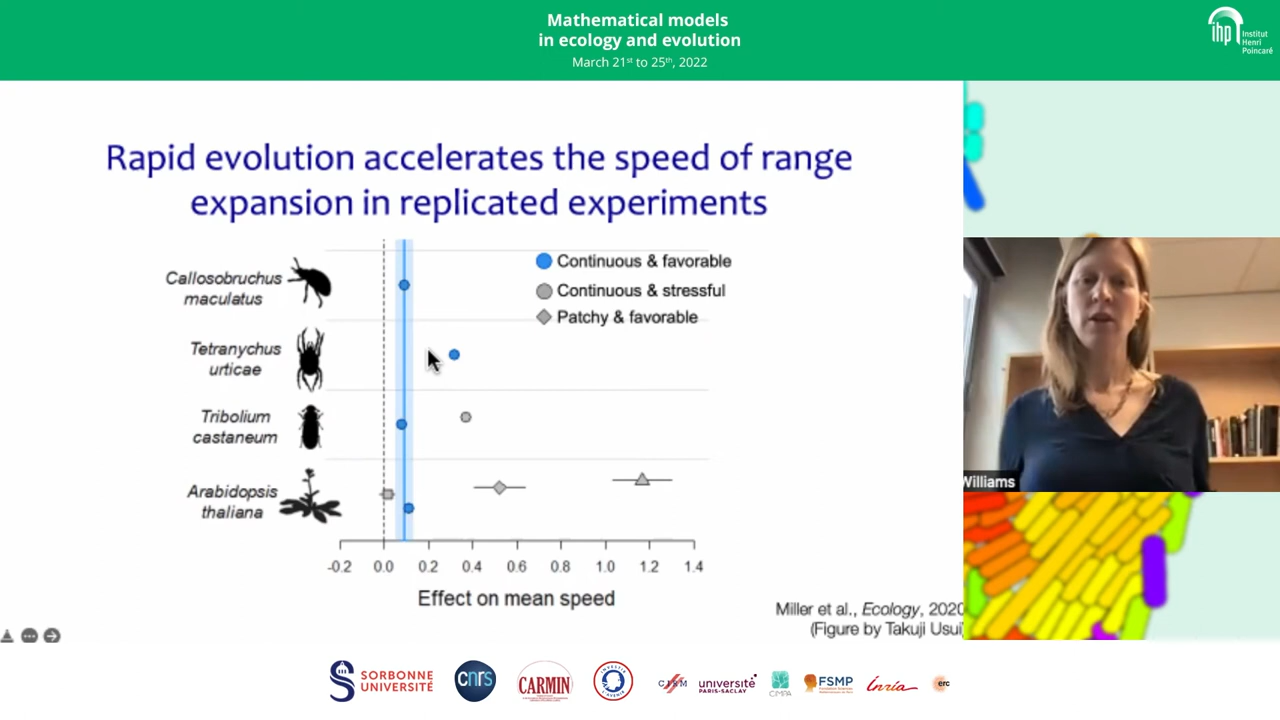 Mathematical models
in ecology and evolution
March 21st to 25th, 2022
ihp
Institut
Henri
Poincaré
Rapid evolution accelerates the speed of range
expansion in replicated experiments
Callosobruchus
maculatus
Tetranychus
urticae
Tribolium
castaneum
Arabidopsis
thaliana
Continuous & favorable
Continuous & stressful
Patchy & favorable
-0.2 0.0 0.2 0.4 0.6 0.8 1.0 1.2 1.4
Effect on mean speed
Miller et al., Ecology, 2020
(Figure by Takuji Usui)
Williams
SORBONNE
UNIVERSITÉ
cnrs
CARMIN
université
PARIS-SACLAY
CIMPA
FSMP
Inria
erc